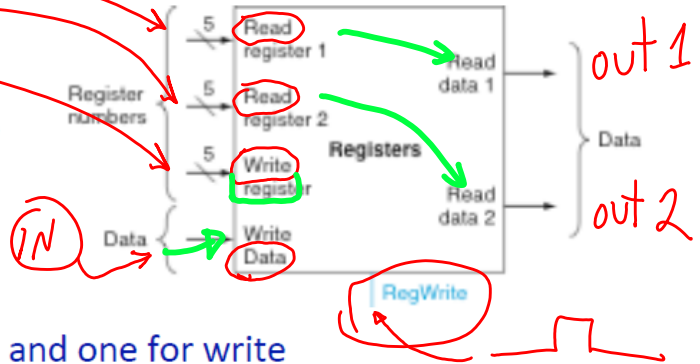 5
Read
register 1
5
Read
register 2
Register
numbers
5
Write
register
Registers
Read
data 1
Read
data 2
Data
IN
Data
Write
Data
RegWrite
out 1
out 2
and one for write